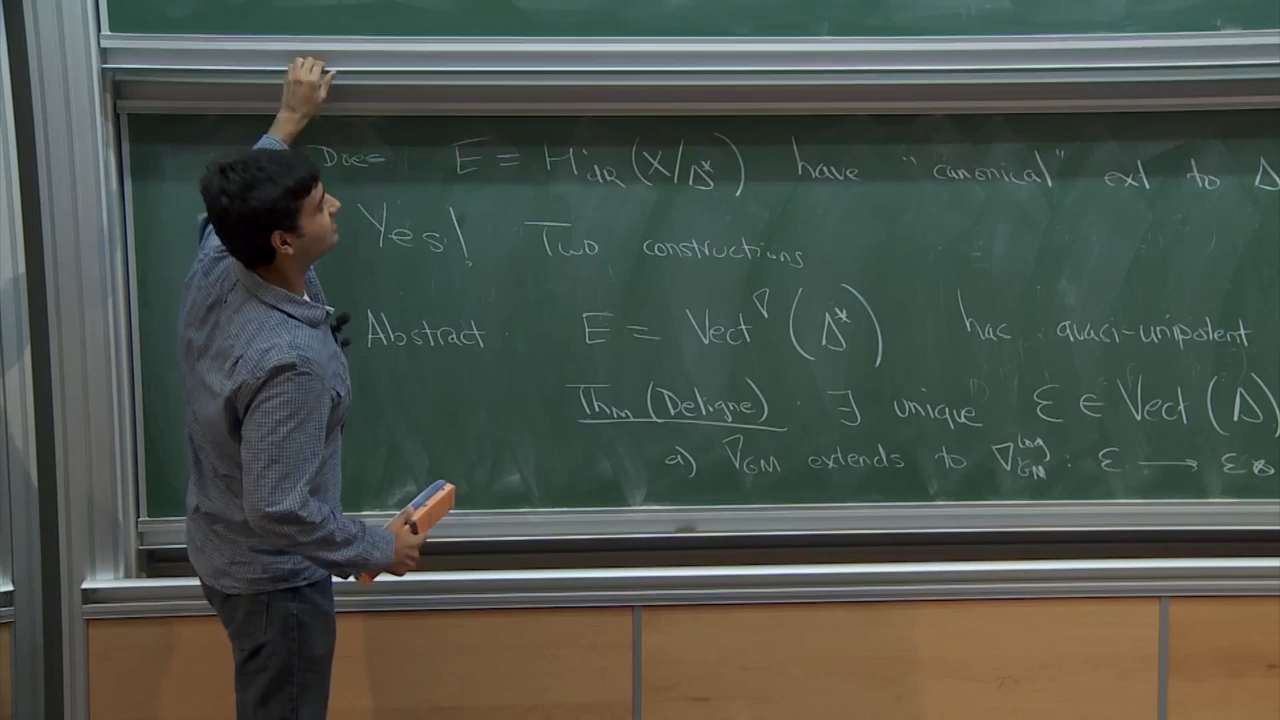 Does E = H^•_dR (X/Δ*) have "canonical" ext to Δ
Yes! Two constructions
Abstract E = Vect^∇ (Δ*) has quasi-unipotent
Thm (Deligne) ∃ unique ℰ ∈ Vect (Δ)
a) ∇_GM extends to ∇^log_GM : ℰ → ℰ ⊗